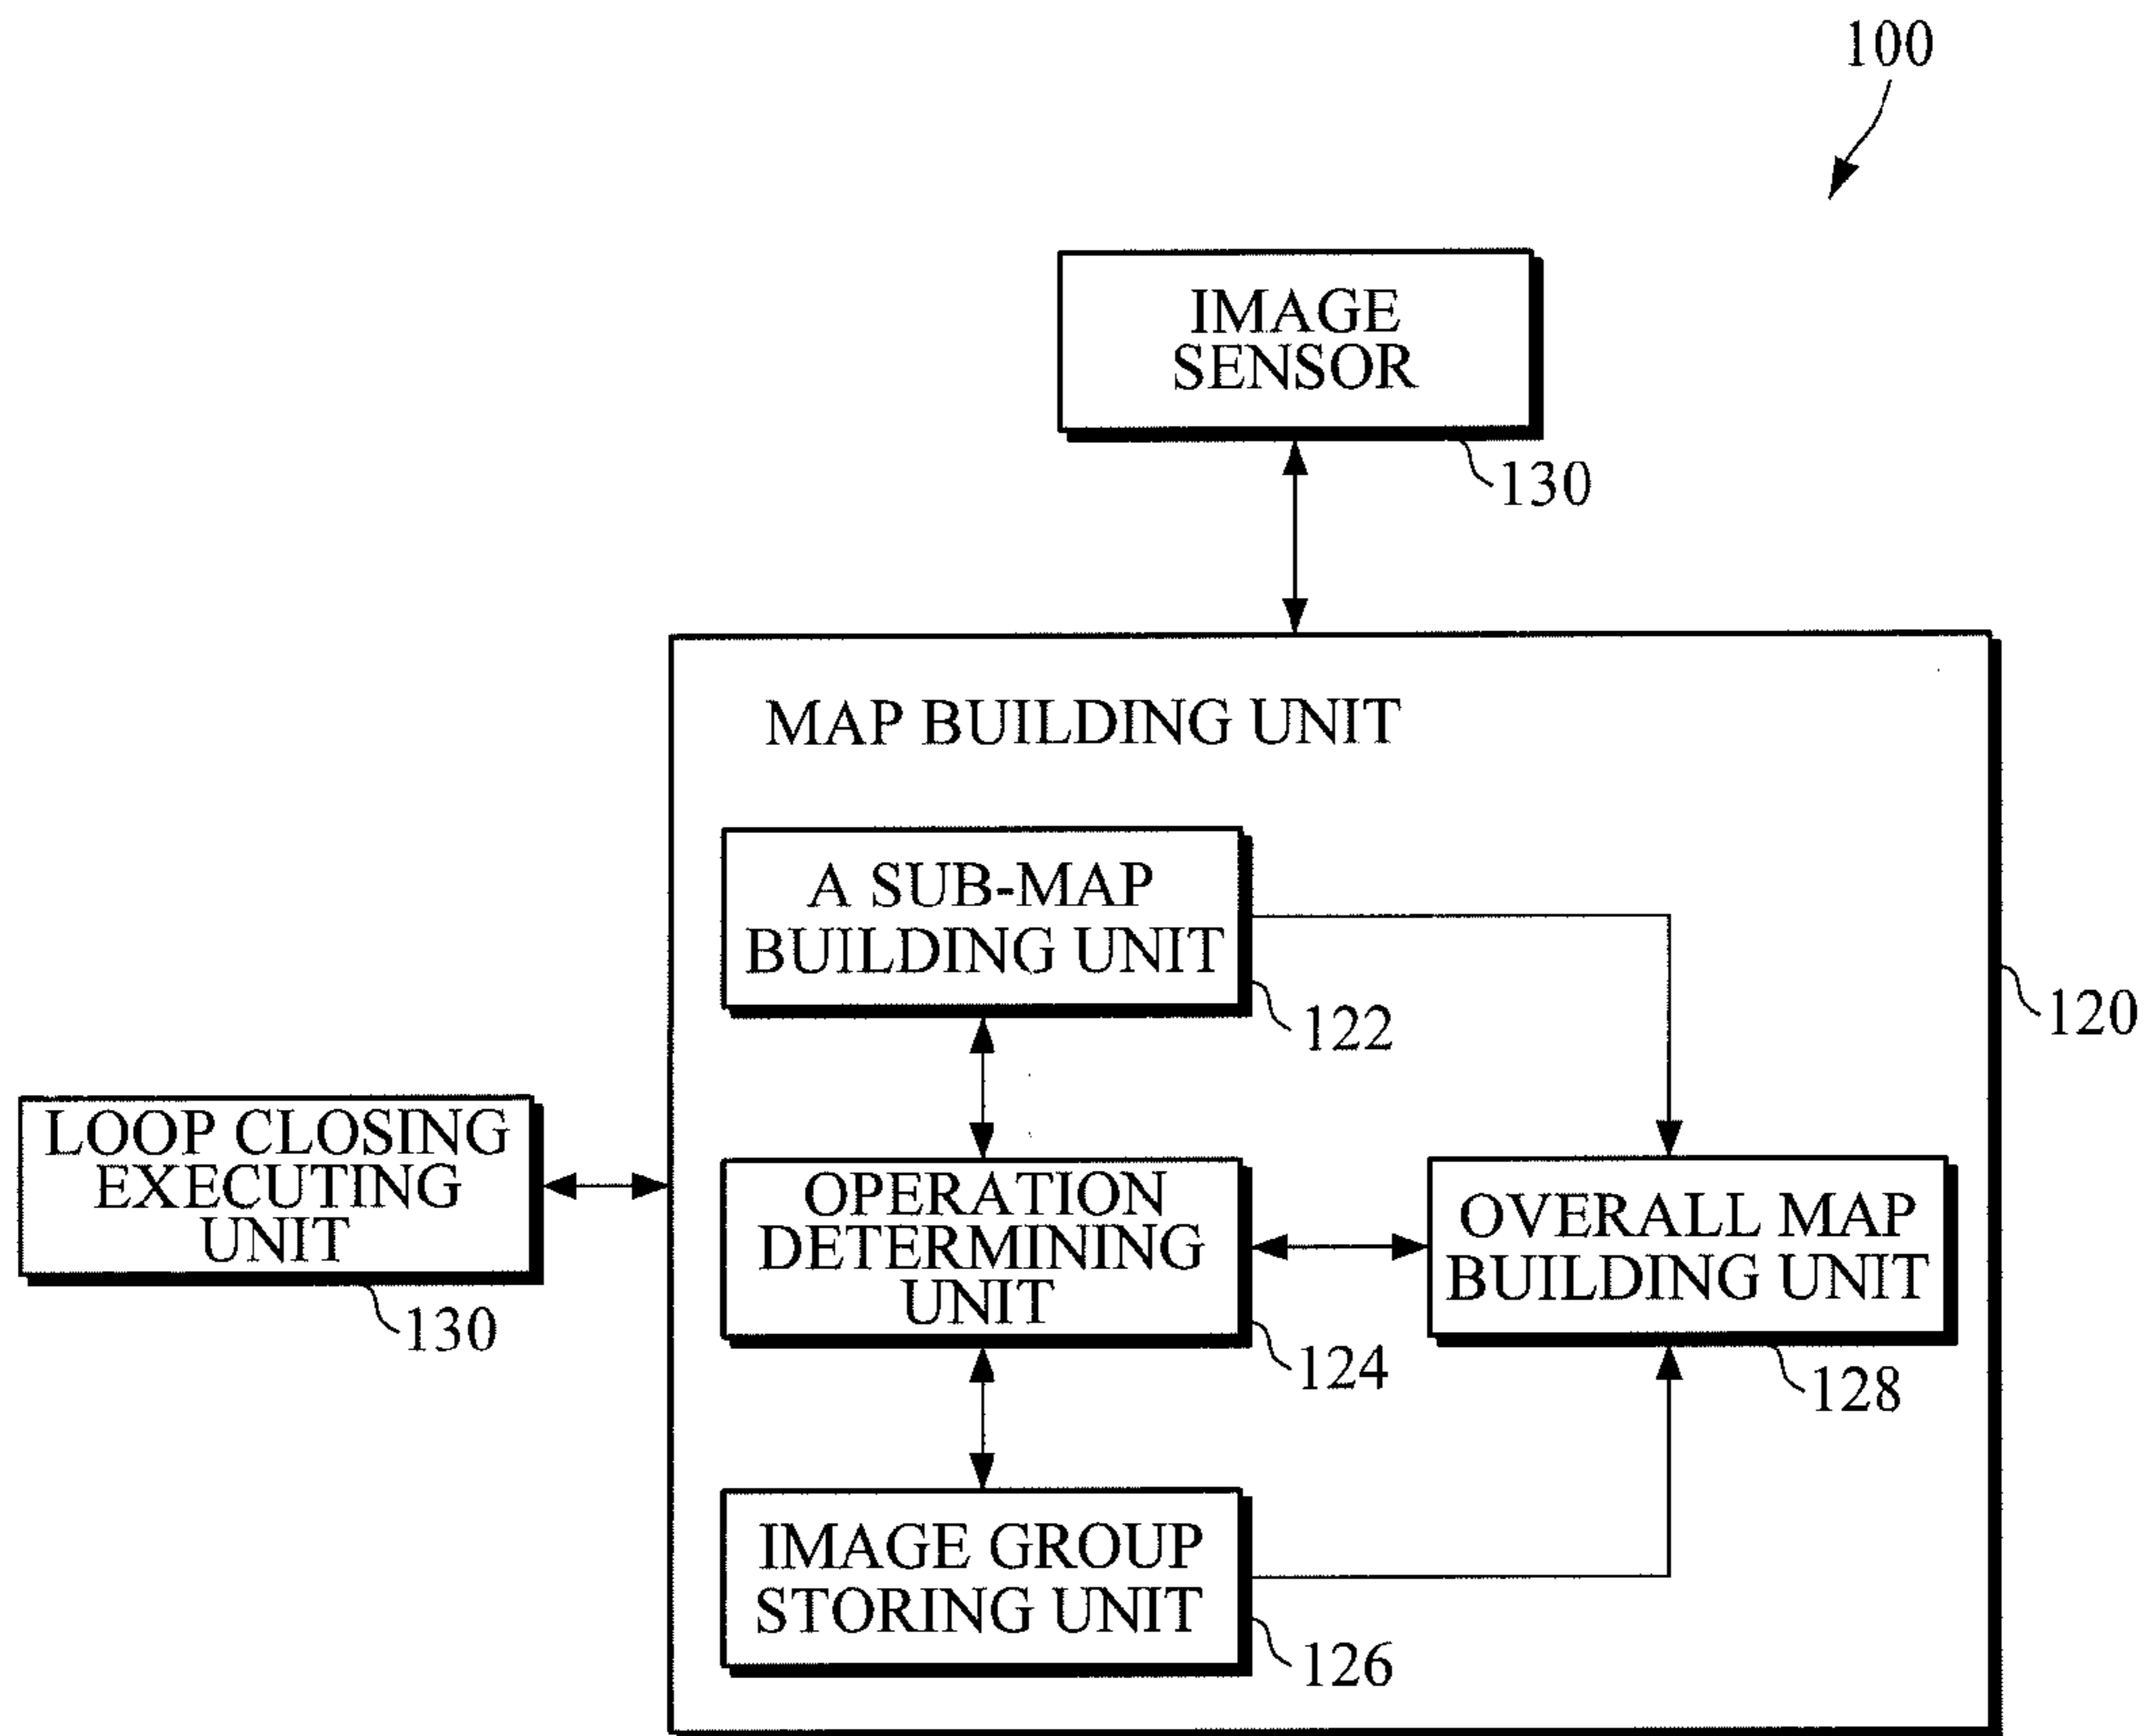 100
IMAGE
SENSOR
130
MAP BUILDING UNIT
A SUB-MAP
BUILDING UNIT
122
120
LOOP CLOSING
EXECUTING
UNIT
130
OPERATION
DETERMINING
UNIT
124
OVERALL MAP
BUILDING UNIT
128
IMAGE GROUP
STORING UNIT
126